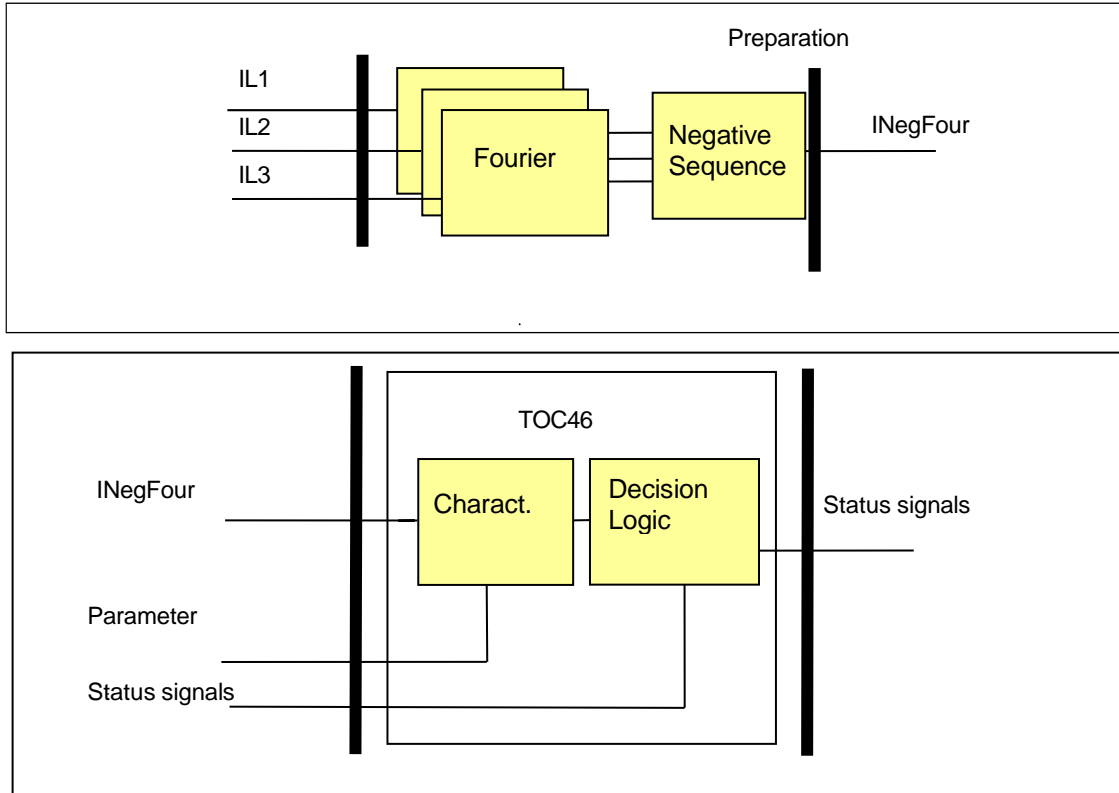 Preparation
IL1
IL2
IL3
Fourier
Negative
Sequence
INegFour
.
TOC46
INegFour
Charact.
Decision
Logic
Status signals
Parameter
Status signals